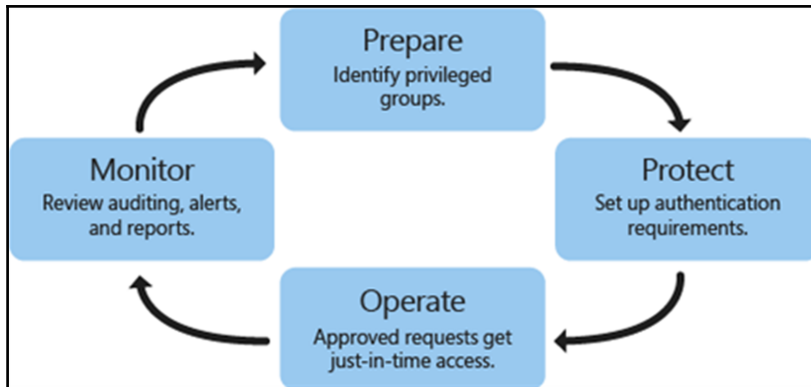 Prepare
Identify privileged
groups.
Monitor
Review auditing, alerts,
and reports.
Protect
Set up authentication
requirements.
Operate
Approved requests get
just-in-time access.